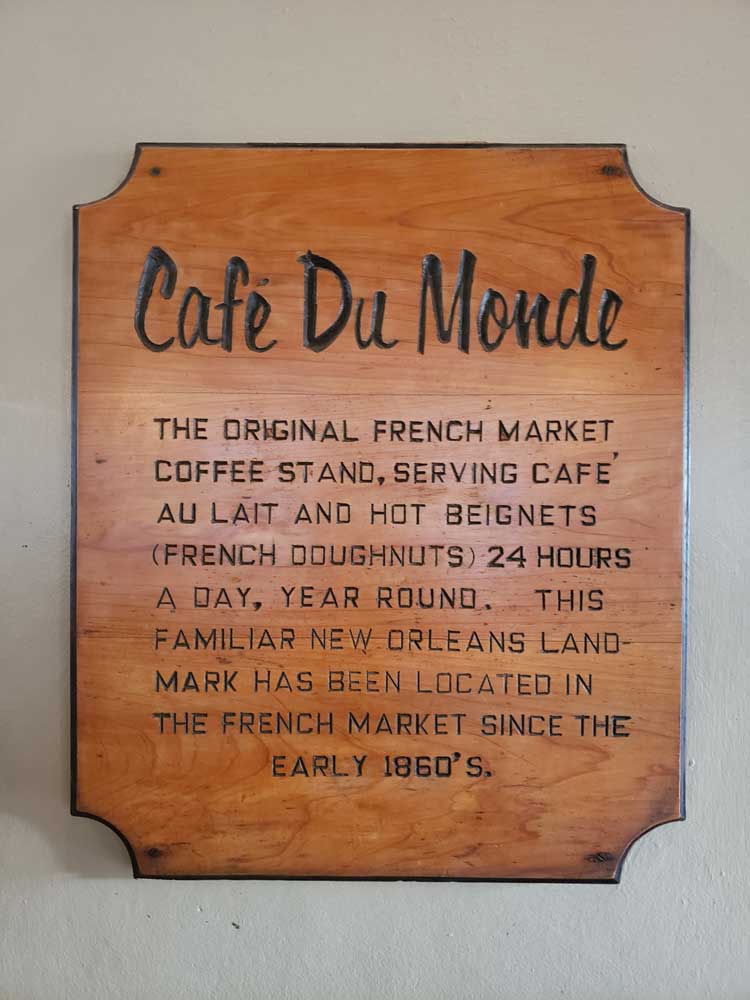 Café Du Monde
THE ORIGINAL FRENCH MARKET
COFFEE STAND, SERVING CAFE'
AU LAIT AND HOT BEIGNETS
(FRENCH DOUGHNUTS) 24 HOURS
A DAY, YEAR ROUND. THIS
FAMILIAR NEW ORLEANS LAND-
MARK HAS BEEN LOCATED IN
THE FRENCH MARKET SINCE THE
EARLY 1860'S.